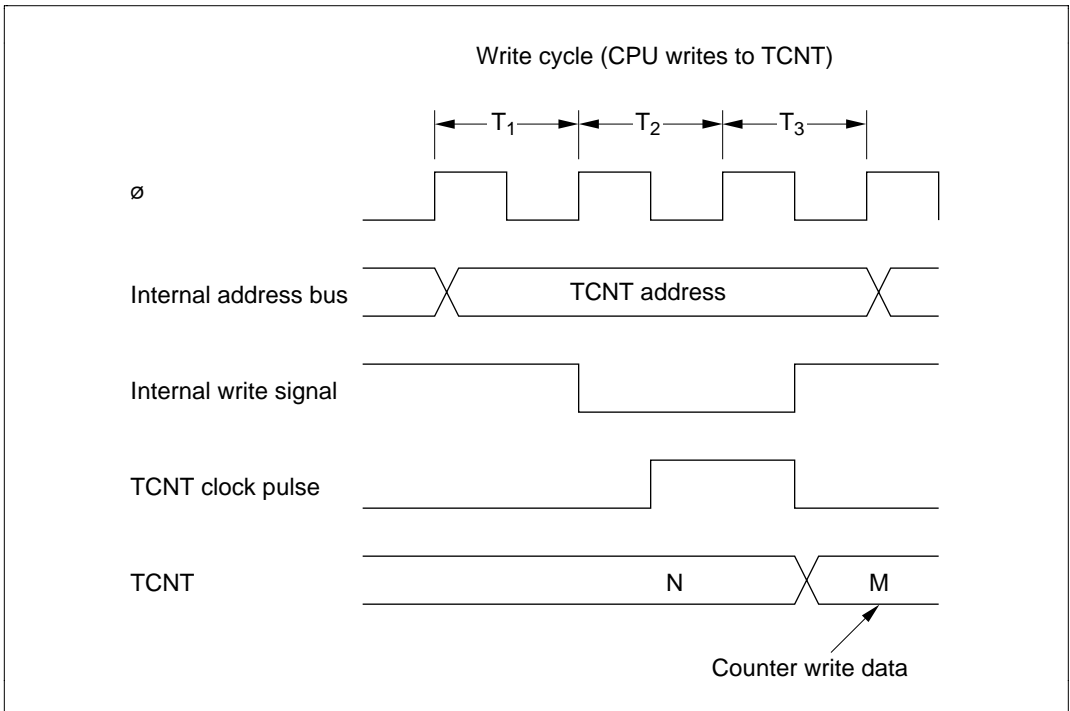 Write cycle (CPU writes to TCNT)
T1 T2 T3
ø
Internal address bus TCNT address
Internal write signal
TCNT clock pulse
TCNT N M
Counter write data